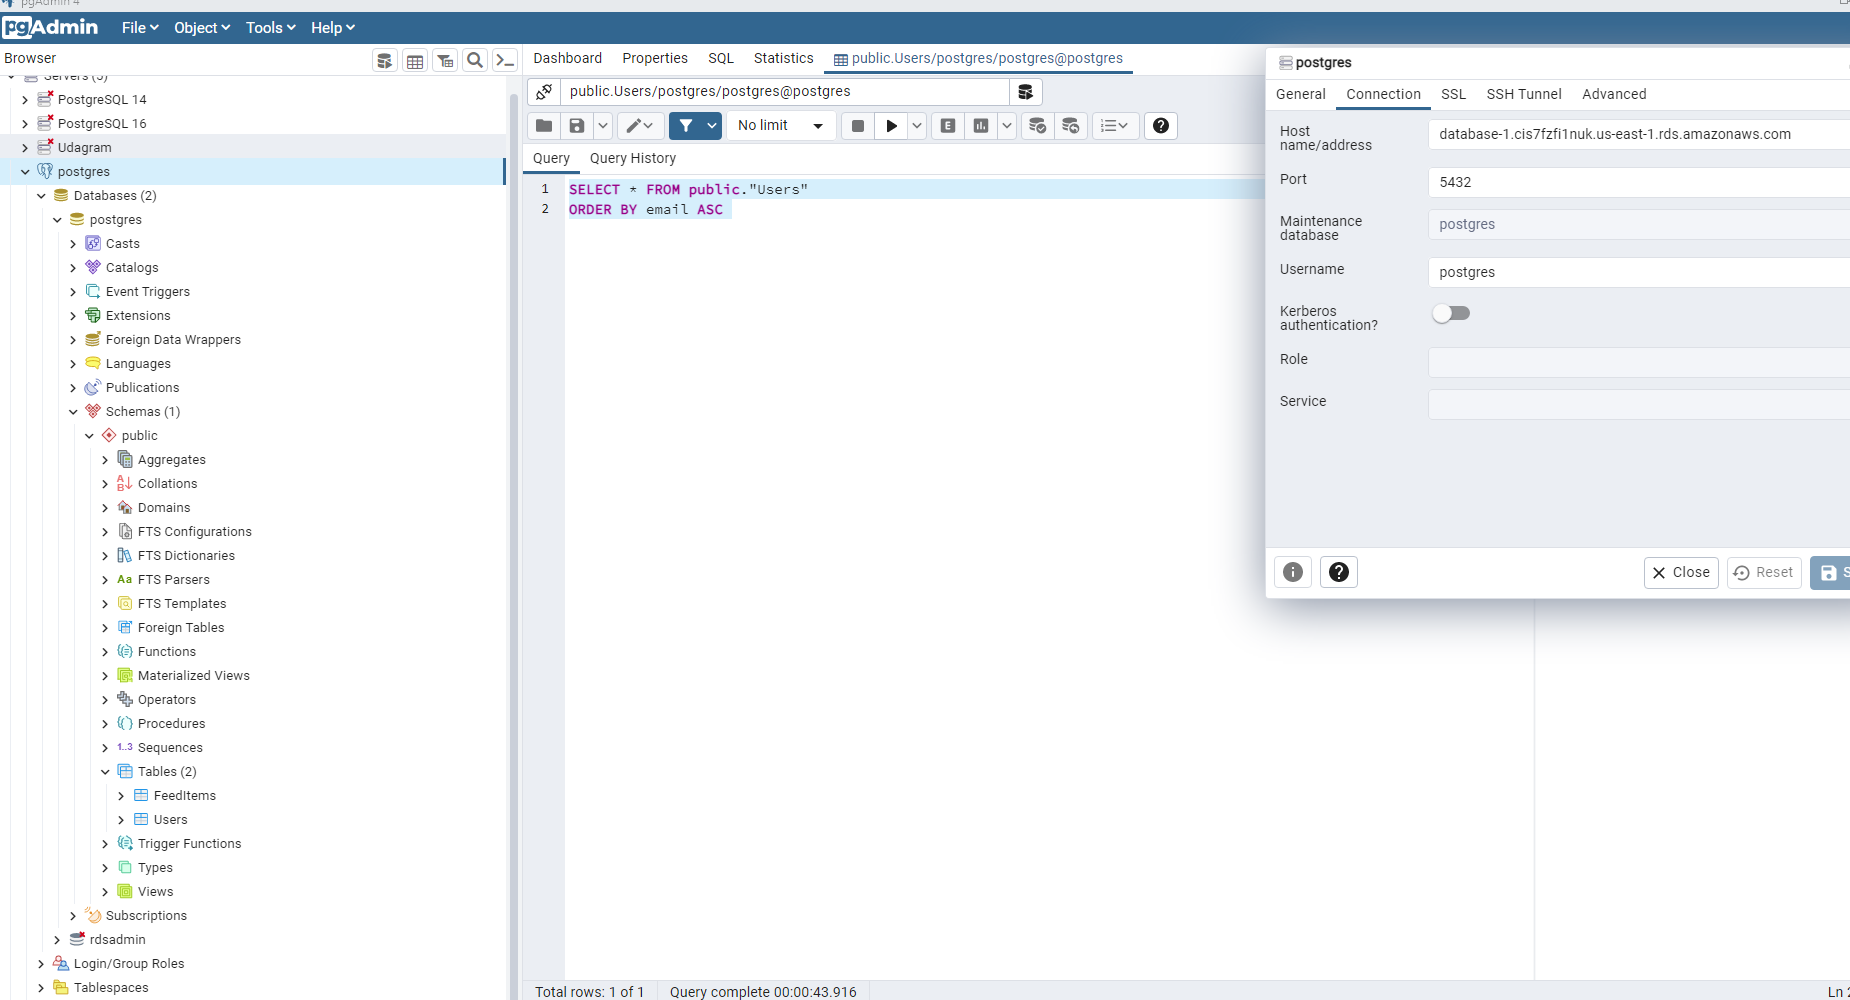 pgAdmin 4
pgAdmin
File
Object
Tools
Help
Browser
Servers (5)
PostgreSQL 14
PostgreSQL 16
Udagram
postgres
Databases (2)
postgres
Casts
Catalogs
Event Triggers
Extensions
Foreign Data Wrappers
Languages
Publications
Schemas (1)
public
Aggregates
Collations
Domains
FTS Configurations
FTS Dictionaries
Aa FTS Parsers
FTS Templates
Foreign Tables
Functions
Materialized Views
Operators
Procedures
1..3 Sequences
Tables (2)
FeedItems
Users
Trigger Functions
Types
Views
Subscriptions
rdsadmin
Login/Group Roles
Tablespaces
Dashboard
Properties
SQL
Statistics
public.Users/postgres/postgres@postgres
public.Users/postgres/postgres@postgres
No limit
E
Query
Query History
1 SELECT * FROM public."Users"
2 ORDER BY email ASC
Total rows: 1 of 1
Query complete 00:00:43.916
Ln 2
postgres
General
Connection
SSL
SSH Tunnel
Advanced
Host
name/address
database-1.cis7fzfi1nuk.us-east-1.rds.amazonaws.com
Port
5432
Maintenance
database
postgres
Username
postgres
Kerberos
authentication?
Role
Service
Close
Reset
S